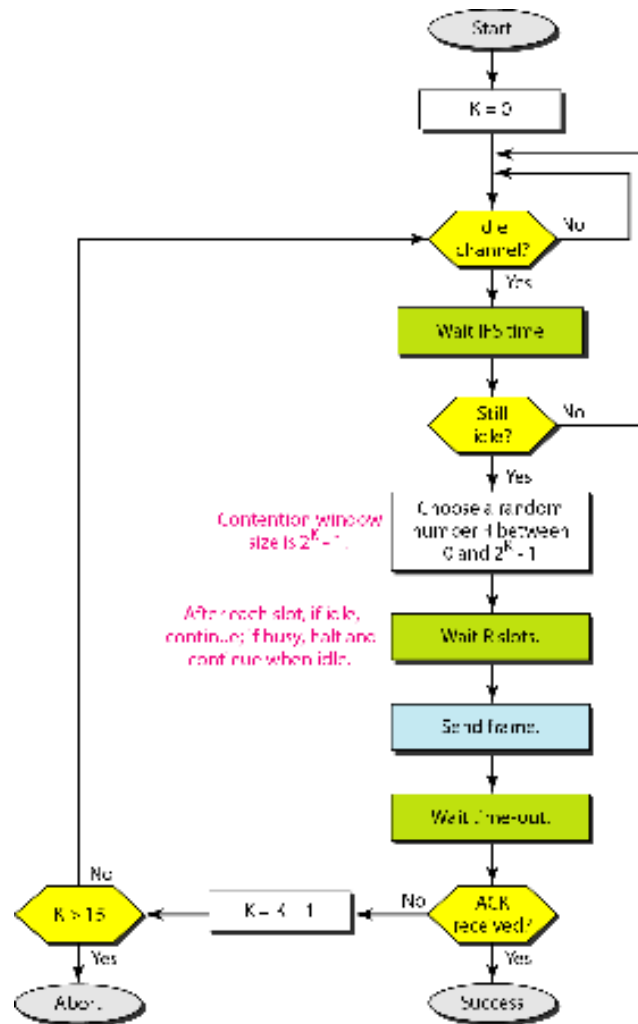 Start
K = 0
Idle
channel?
No
Yes
Wait IFS time
Still
idle?
No
Yes
Contention window
size is 2^K - 1.
Choose a random
number R between
0 and 2^K - 1
After each slot, if idle,
continue; if busy, halt and
continue when idle.
Wait R slots.
Send frame.
Wait time-out.
No
K > 15
K = K 1
No
ACK
received?
Yes
Yes
Abort
Success